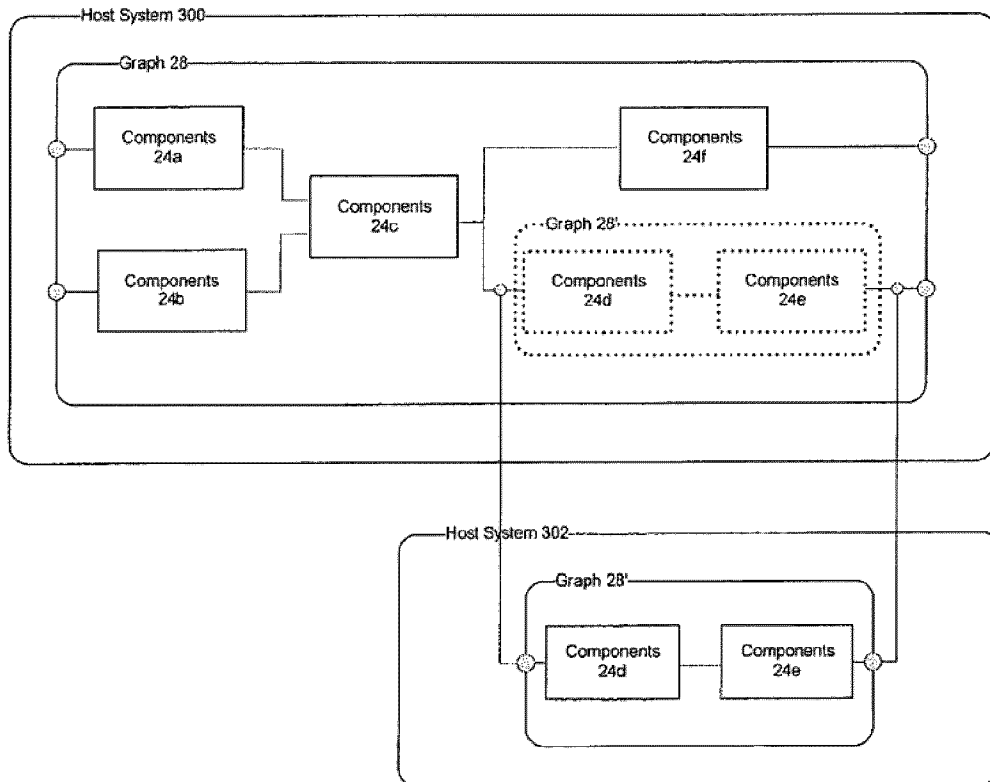 Host System 300
Graph 28
Components
24a
Components
24f
Components
24c
Graph 28'
Components
24b
Components
24d
Components
24e
Host System 302
Graph 28'
Components
24d
Components
24e